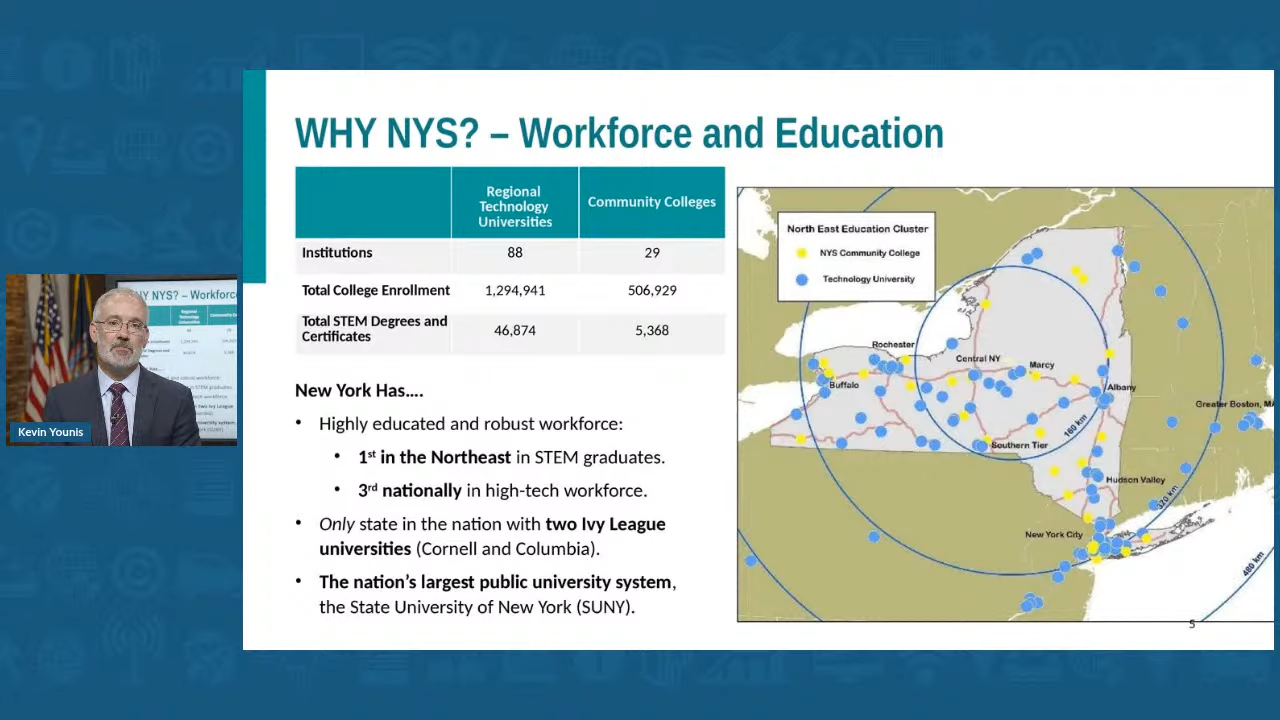 WHY NYS? – Workforce and Education
Regional
Technology
Universities
Community Colleges
Institutions
88
29
Total College Enrollment
1,294,941
506,929
Total STEM Degrees and
Certificates
46,874
5,368
New York Has….
• Highly educated and robust workforce:
• 1st in the Northeast in STEM graduates.
• 3rd nationally in high-tech workforce.
• Only state in the nation with two Ivy League
universities (Cornell and Columbia).
• The nation’s largest public university system,
the State University of New York (SUNY).
North East Education Cluster
NYS Community College
Technology University
Rochester
Central NY
Marcy
Buffalo
Albany
Greater Boston, MA
160 km
Southern Tier
Hudson Valley
320 km
New York City
480 km
5
WHY NYS? – Workforce
Kevin Younis